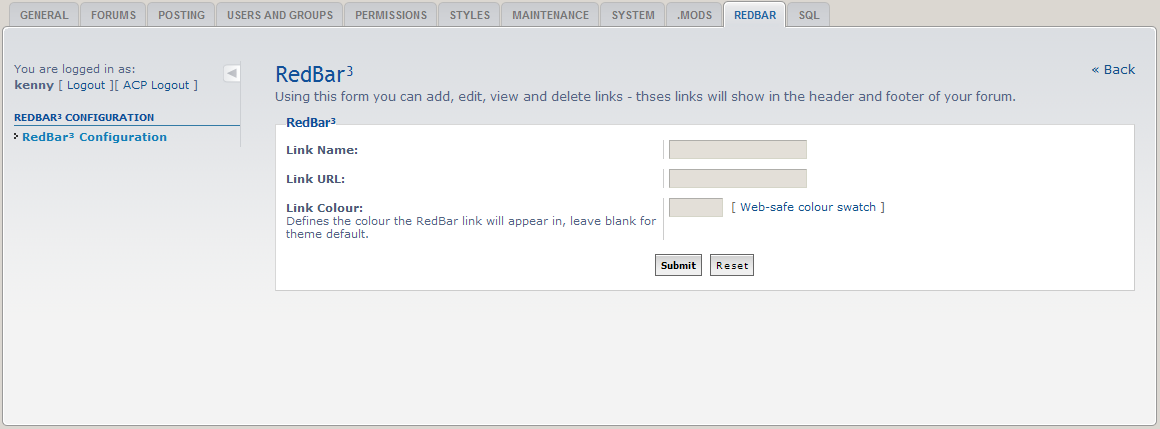 GENERAL FORUMS POSTING USERS AND GROUPS PERMISSIONS STYLES MAINTENANCE SYSTEM .MODS REDBAR SQL
You are logged in as:
kenny [ Logout ][ ACP Logout ]
REDBAR³ CONFIGURATION
RedBar³ Configuration
« Back
RedBar³
Using this form you can add, edit, view and delete links - thses links will show in the header and footer of your forum.
RedBar³
Link Name:
Link URL:
Link Colour:
[ Web-safe colour swatch ]
Defines the colour the RedBar link will appear in, leave blank for
theme default.
Submit Reset